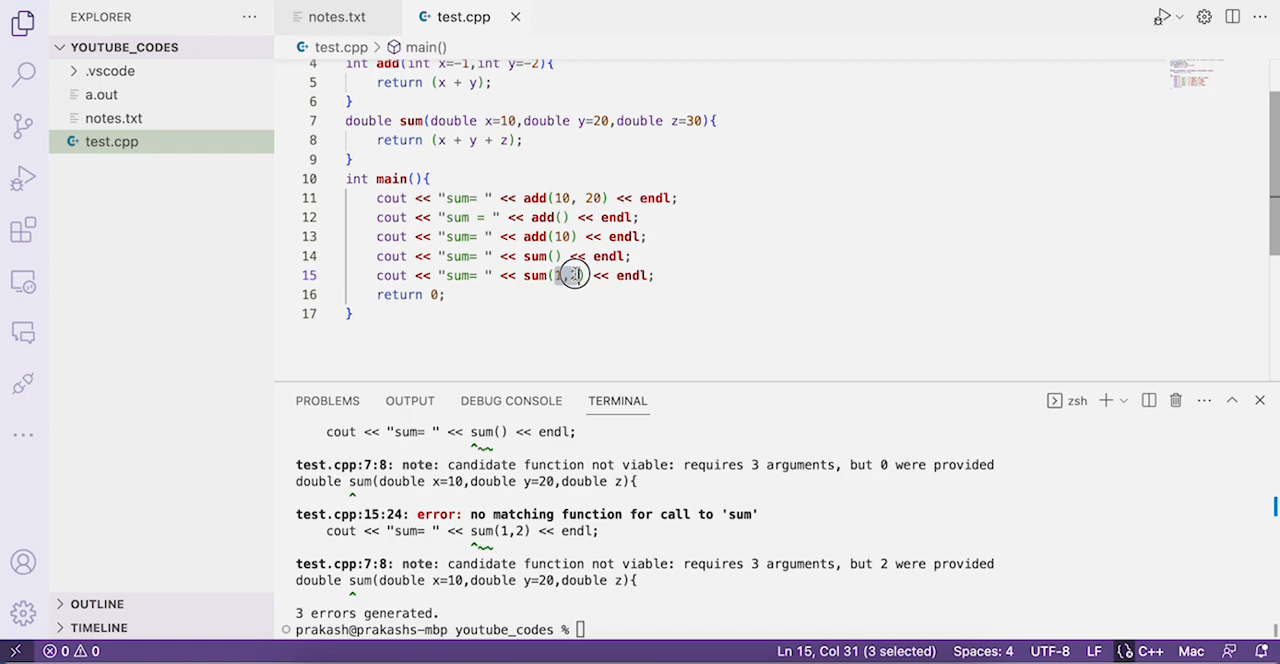 EXPLORER
YOUTUBE_CODES
.vscode
a.out
notes.txt
test.cpp
OUTLINE
TIMELINE
notes.txt
test.cpp
test.cpp > main()
4 int add(int x=-1,int y=-2){
5 return (x + y);
6 }
7 double sum(double x=10,double y=20,double z=30){
8 return (x + y + z);
9 }
10 int main(){
11 cout << "sum= " << add(10, 20) << endl;
12 cout << "sum = " << add() << endl;
13 cout << "sum= " << add(10) << endl;
14 cout << "sum= " << sum() << endl;
15 cout << "sum= " << sum(1,2) << endl;
16 return 0;
17 }
PROBLEMS OUTPUT DEBUG CONSOLE TERMINAL
zsh
cout << "sum= " << sum() << endl;
^~~
test.cpp:7:8: note: candidate function not viable: requires 3 arguments, but 0 were provided
double sum(double x=10,double y=20,double z){
^
test.cpp:15:24: error: no matching function for call to 'sum'
cout << "sum= " << sum(1,2) << endl;
^~~
test.cpp:7:8: note: candidate function not viable: requires 3 arguments, but 2 were provided
double sum(double x=10,double y=20,double z){
^
3 errors generated.
prakash@prakashs-mbp youtube_codes %
0 0 Ln 15, Col 31 (3 selected) Spaces: 4 UTF-8 LF C++ Mac